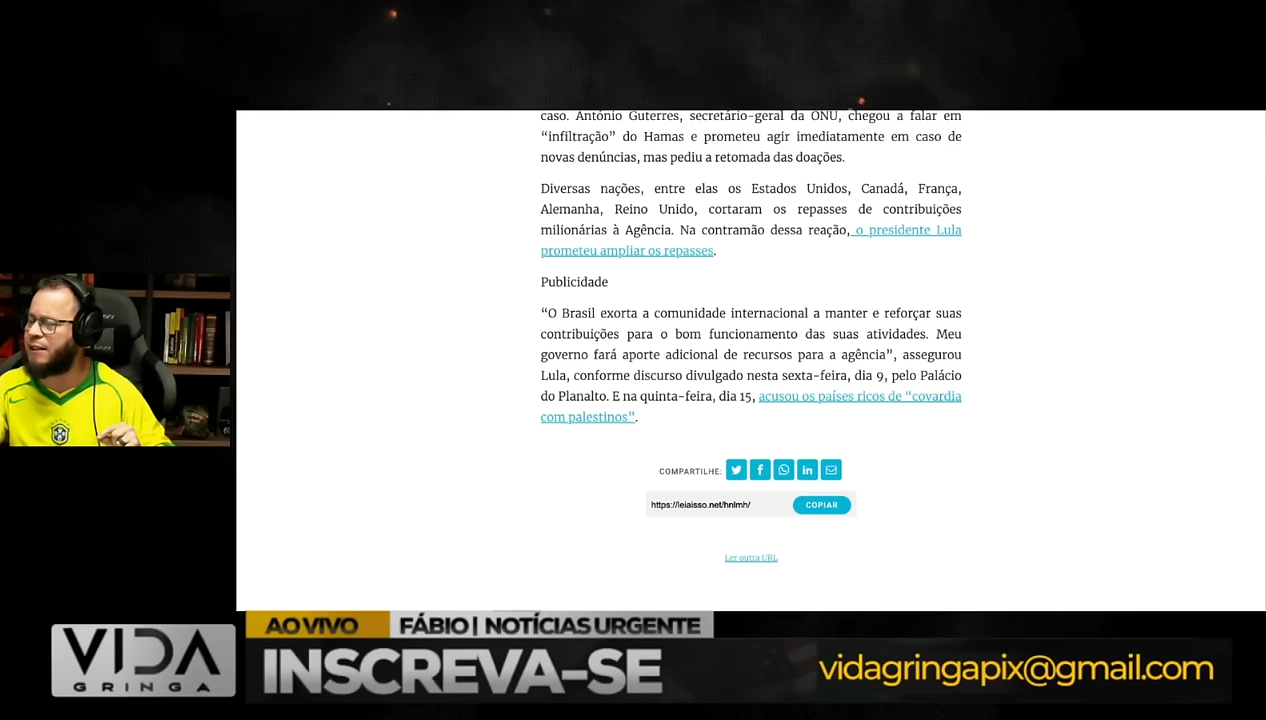 caso. António Guterres, secretário-geral da ONU, chegou a falar em
“infiltração” do Hamas e prometeu agir imediatamente em caso de
novas denúncias, mas pediu a retomada das doações.
Diversas nações, entre elas os Estados Unidos, Canadá, França,
Alemanha, Reino Unido, cortaram os repasses de contribuições
milionárias à Agência. Na contramão dessa reação, o presidente Lula
prometeu ampliar os repasses.
Publicidade
“O Brasil exorta a comunidade internacional a manter e reforçar suas
contribuições para o bom funcionamento das suas atividades. Meu
governo fará aporte adicional de recursos para a agência”, assegurou
Lula, conforme discurso divulgado nesta sexta-feira, dia 9, pelo Palácio
do Planalto. E na quinta-feira, dia 15, acusou os países ricos de “covardia
com palestinos”.
COMPARTILHE:
https://leiaisso.net/hnlmh/ COPIAR
Ler outra URL
AO VIVO FÁBIO | NOTÍCIAS URGENTE
VIDA
GRINGA
INSCREVA-SE
vidagringapix@gmail.com